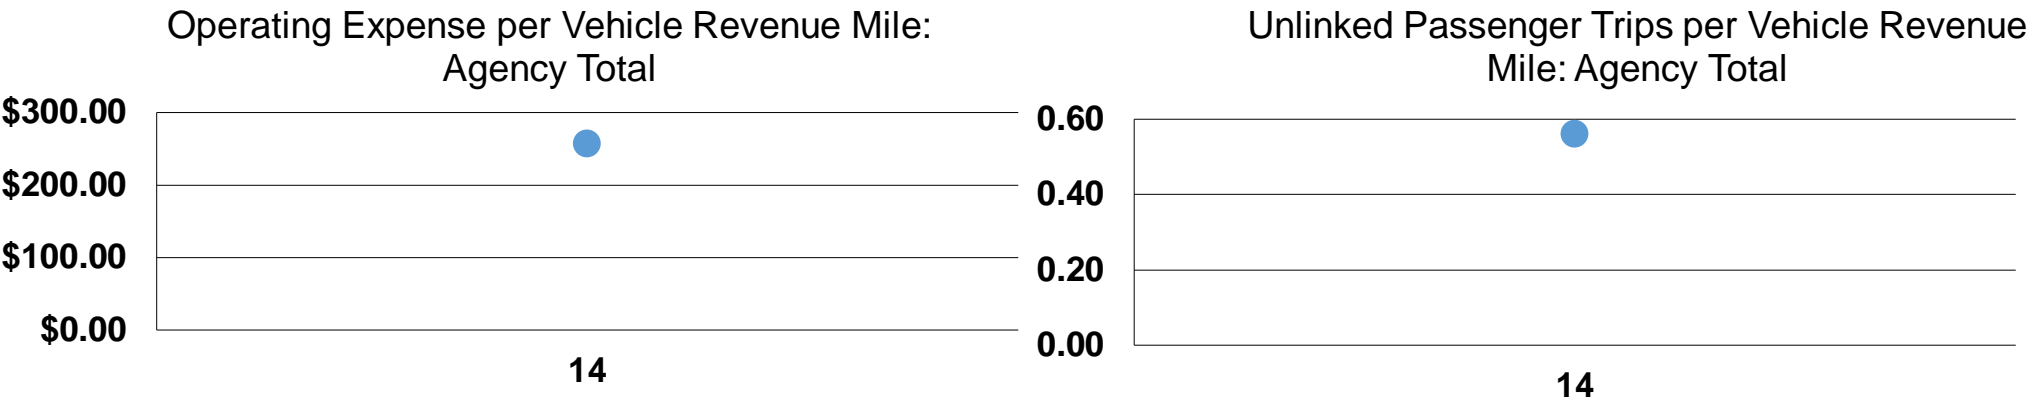 Operating Expense per Vehicle Revenue Mile:
Agency Total
$300.00
$200.00
$100.00
$0.00
14
Unlinked Passenger Trips per Vehicle Revenue
Mile: Agency Total
0.60
0.40
0.20
0.00
14